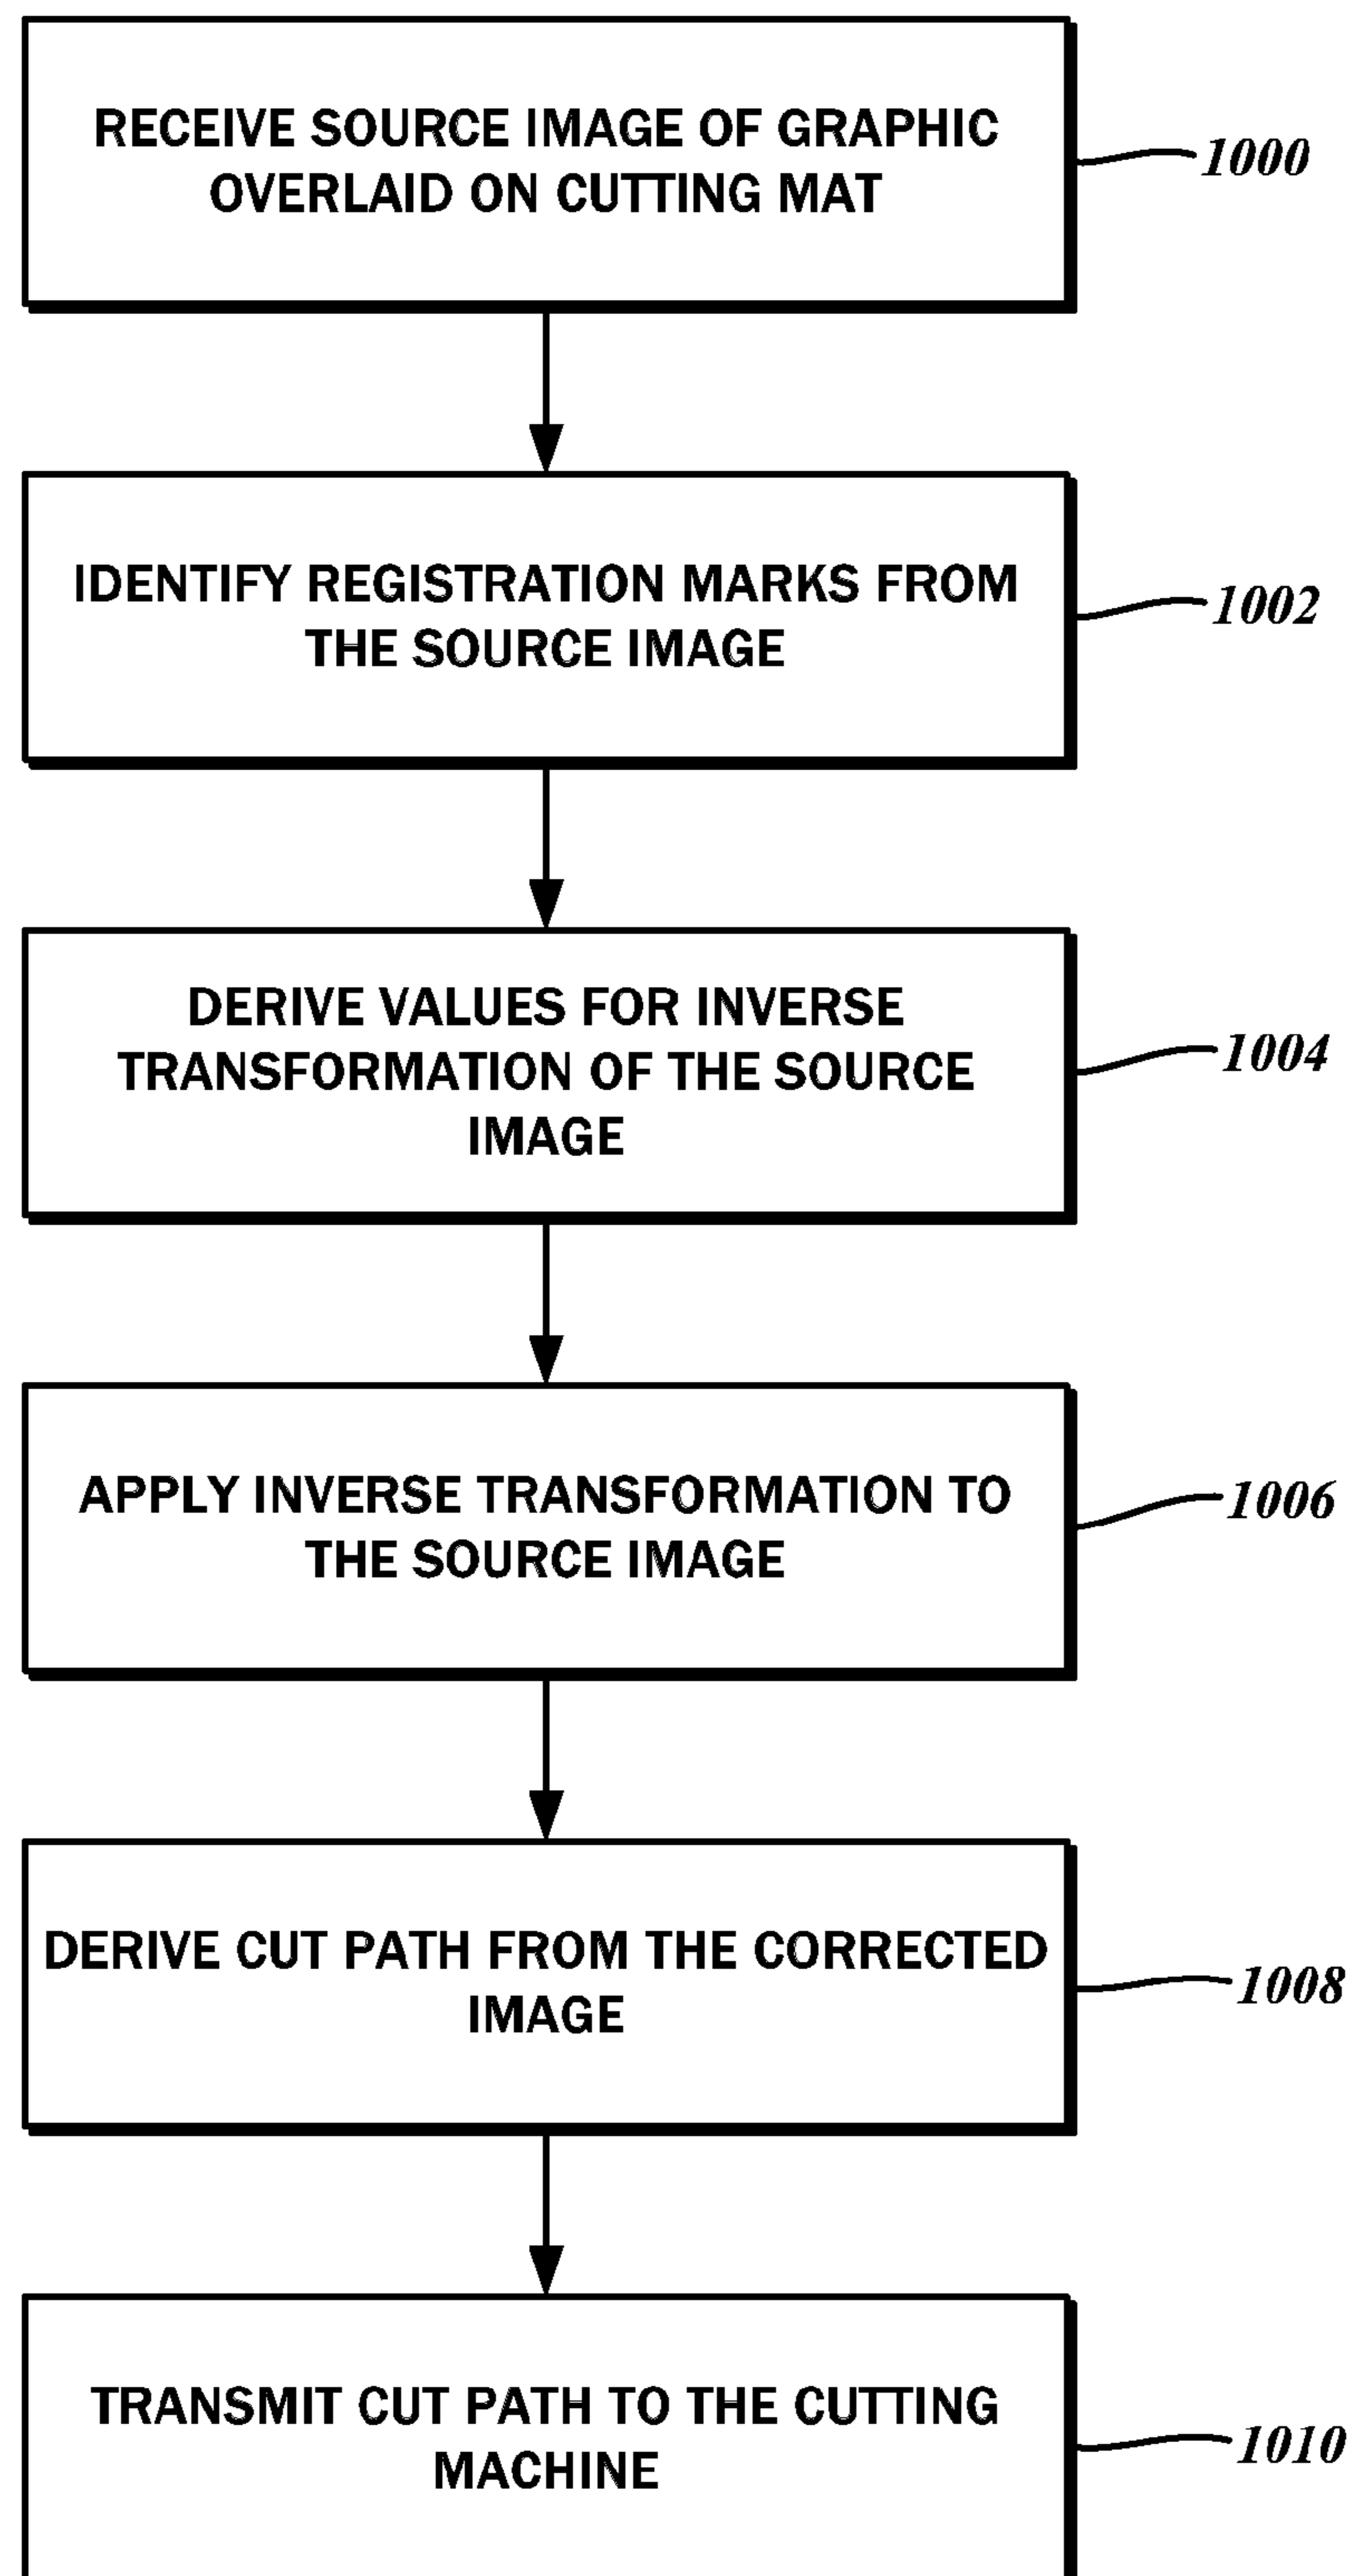 RECEIVE SOURCE IMAGE OF GRAPHIC
OVERLAID ON CUTTING MAT
1000
IDENTIFY REGISTRATION MARKS FROM
THE SOURCE IMAGE
1002
DERIVE VALUES FOR INVERSE
TRANSFORMATION OF THE SOURCE
IMAGE
1004
APPLY INVERSE TRANSFORMATION TO
THE SOURCE IMAGE
1006
DERIVE CUT PATH FROM THE CORRECTED
IMAGE
1008
TRANSMIT CUT PATH TO THE CUTTING
MACHINE
1010